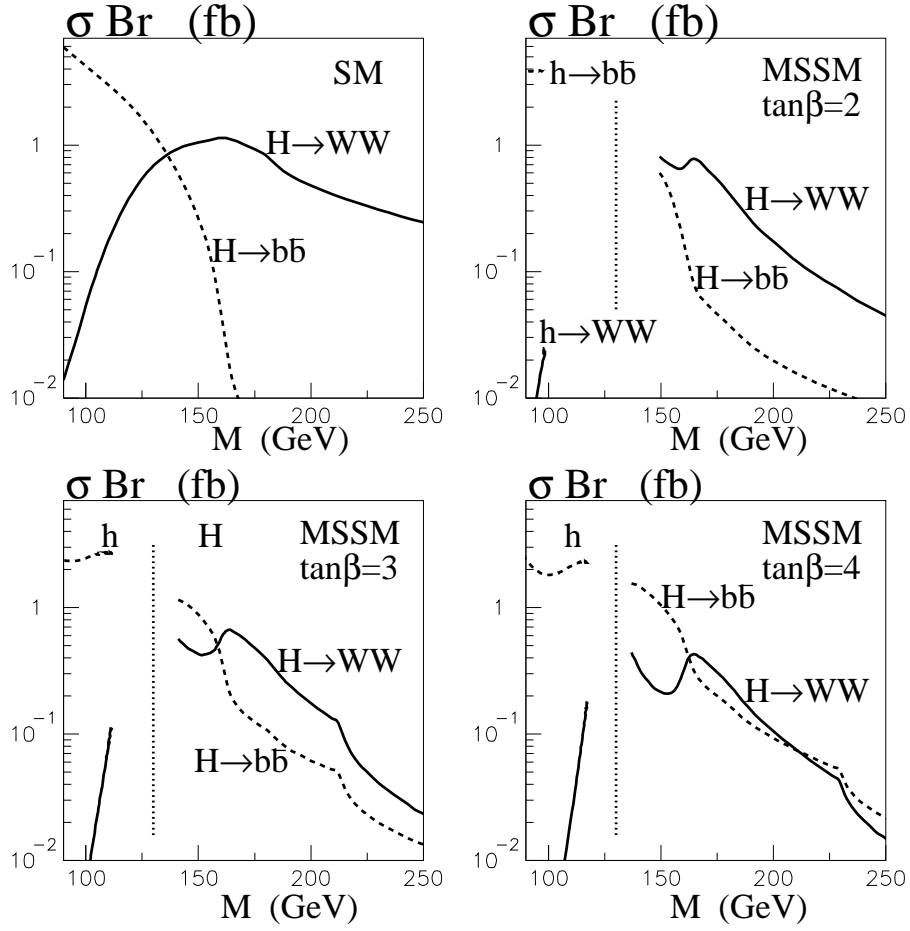 σ Br (fb)
SM
H→WW
H→bb̄
1
10⁻¹
10⁻²
100 150 200 250
M (GeV)
σ Br (fb)
h→bb̄
MSSM
tanβ=2
H→WW
H→bb̄
h→WW
1
10⁻¹
10⁻²
100 150 200 250
M (GeV)
σ Br (fb)
h H MSSM
tanβ=3
H→WW
H→bb̄
1
10⁻¹
10⁻²
100 150 200 250
M (GeV)
σ Br (fb)
h MSSM
tanβ=4
H→bb̄
H→WW
1
10⁻¹
10⁻²
100 150 200 250
M (GeV)